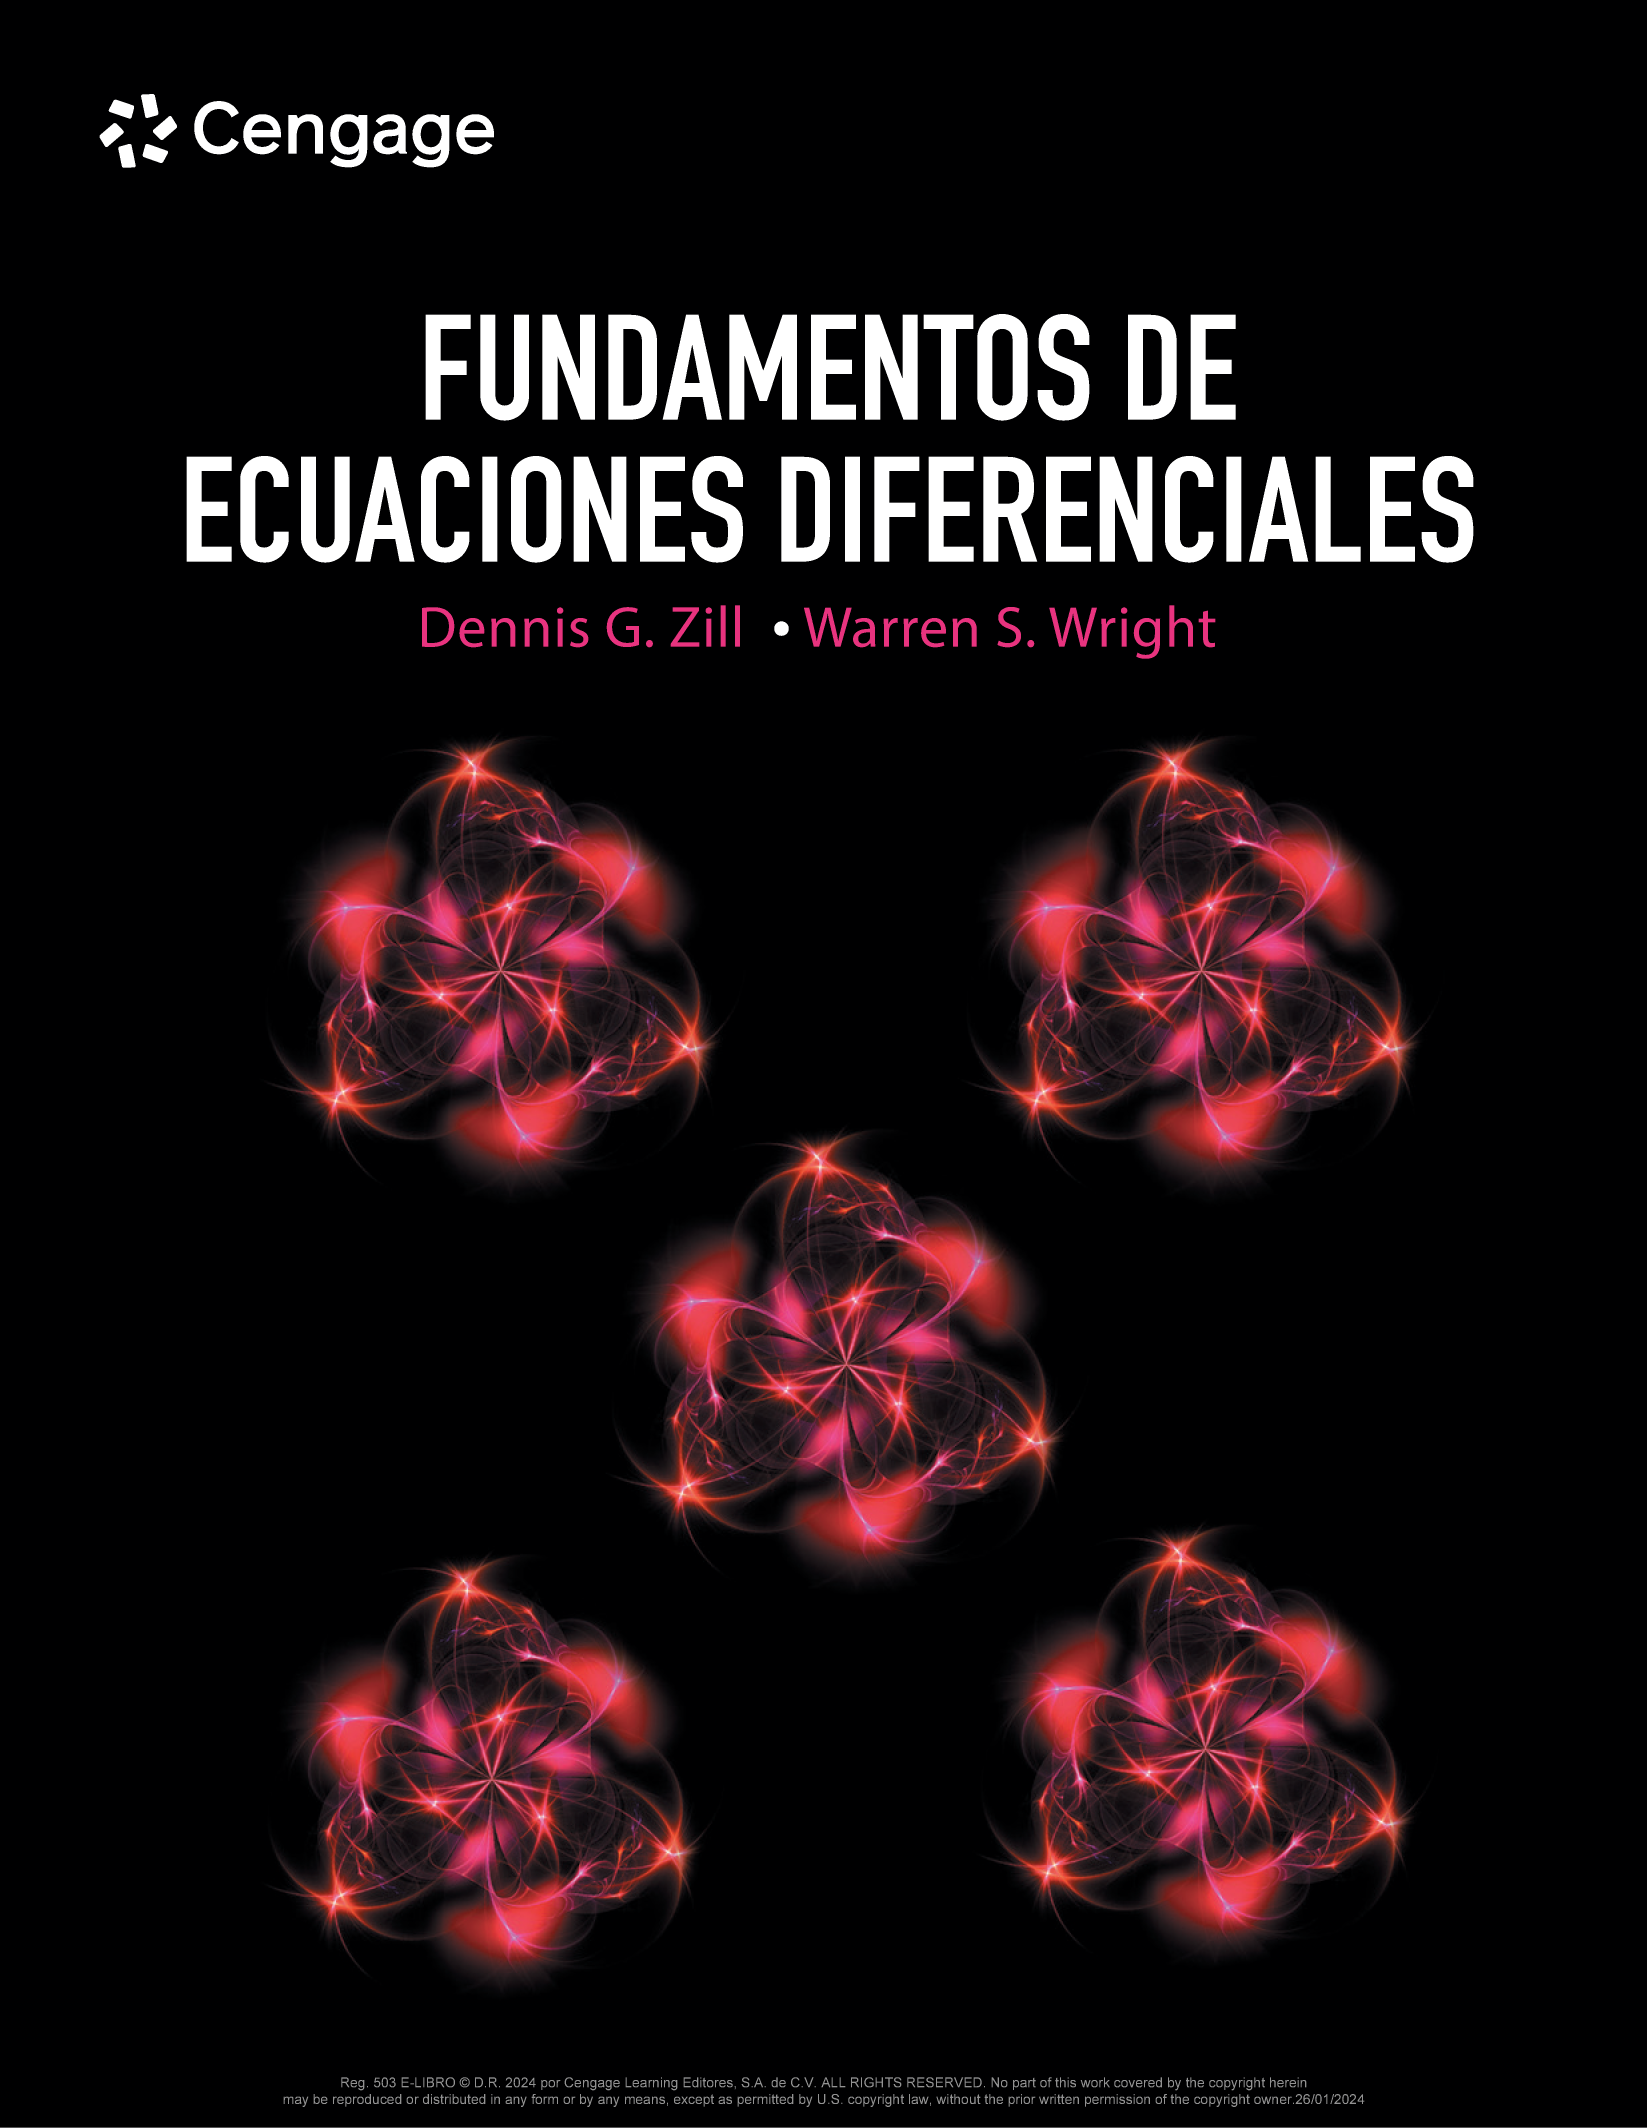 Cengage
FUNDAMENTOS DE
ECUACIONES DIFERENCIALES
Dennis G. Zill • Warren S. Wright
Reg. 503 E-LIBRO © D.R. 2024 por Cengage Learning Editores, S.A. de C.V. ALL RIGHTS RESERVED. No part of this work covered by the copyright herein
may be reproduced or distributed in any form or by any means, except as permitted by U.S. copyright law, without the prior written permission of the copyright owner.26/01/2024